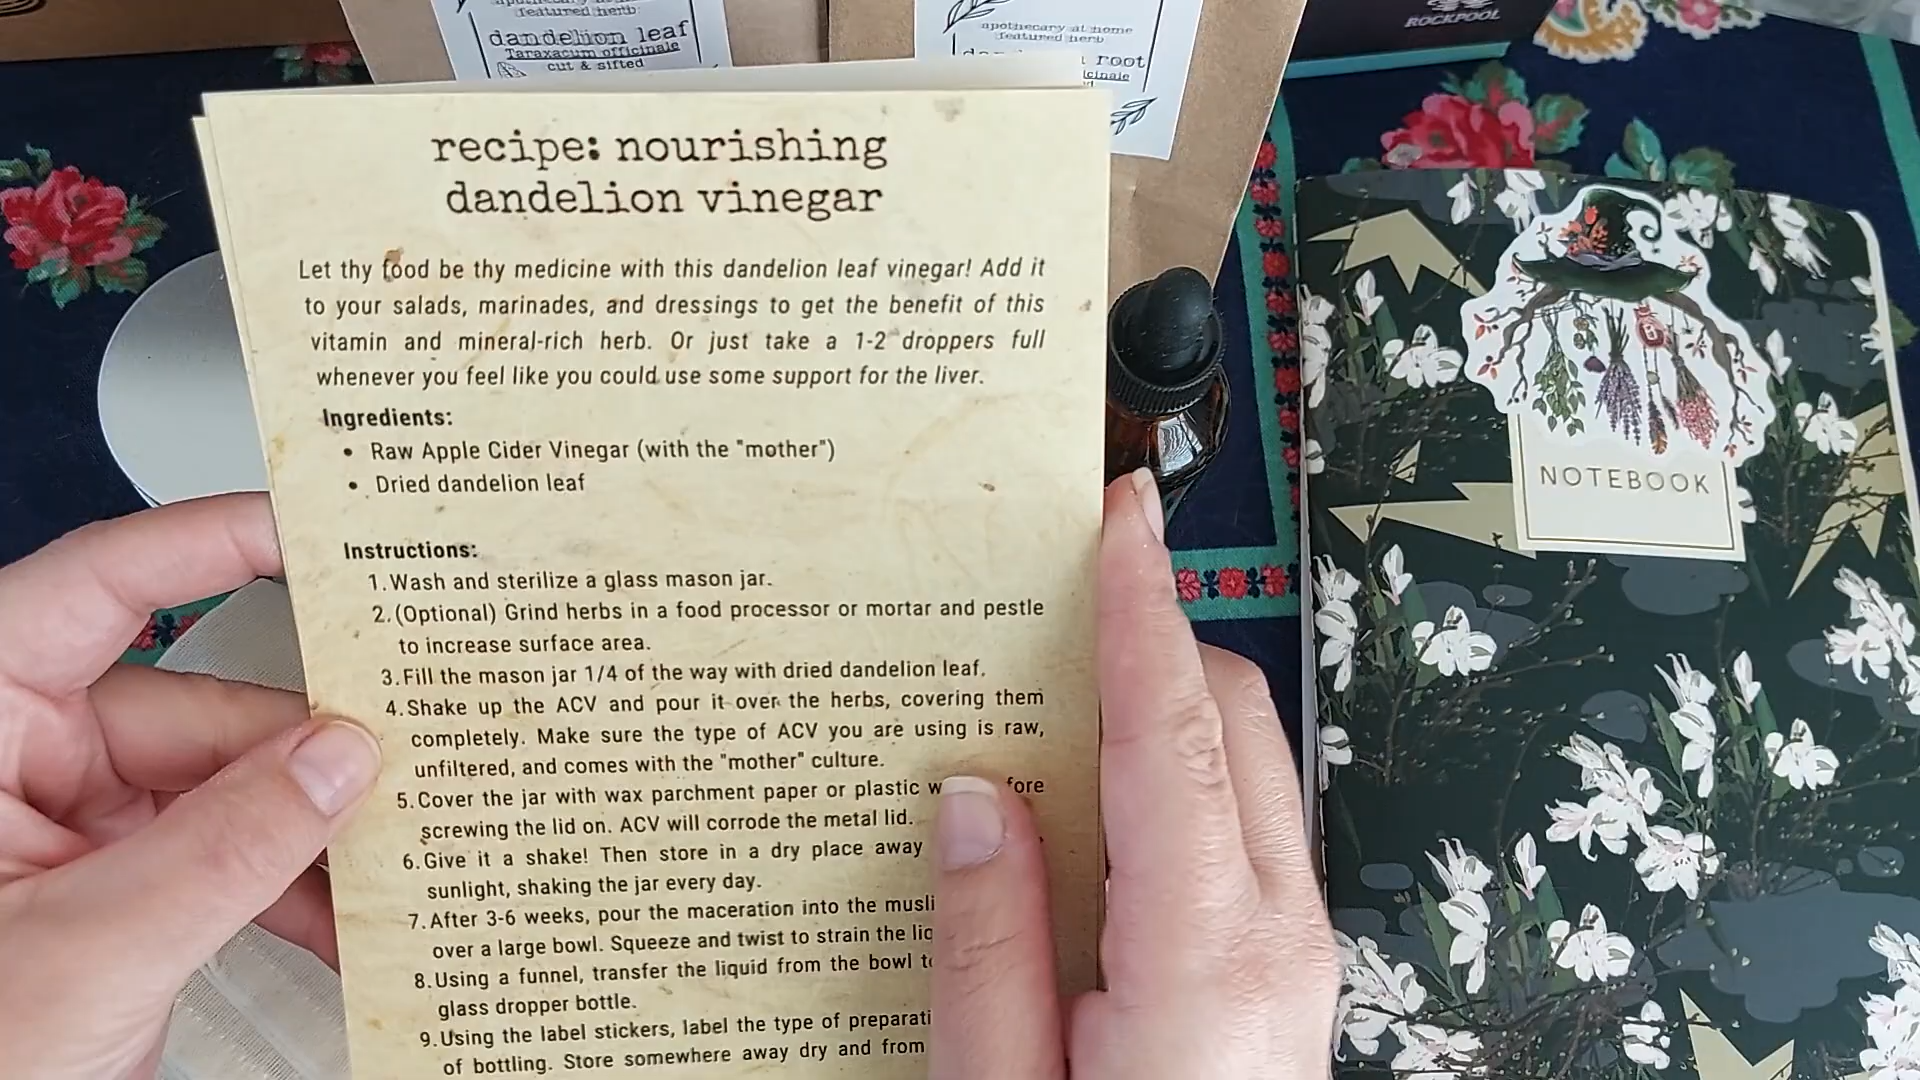 apothecary at home
featured herb
dandelion leaf
Taraxacum officinale
cut & sifted
apothecary at home
featured herb
root
ROCKPOOL
recipe: nourishing
dandelion vinegar
Let thy food be thy medicine with this dandelion leaf vinegar! Add it
to your salads, marinades, and dressings to get the benefit of this
vitamin and mineral-rich herb. Or just take a 1-2 droppers full
whenever you feel like you could use some support for the liver.
Ingredients:
• Raw Apple Cider Vinegar (with the "mother")
• Dried dandelion leaf
Instructions:
1. Wash and sterilize a glass mason jar.
2. (Optional) Grind herbs in a food processor or mortar and pestle
to increase surface area.
3. Fill the mason jar 1/4 of the way with dried dandelion leaf.
4. Shake up the ACV and pour it over the herbs, covering them
completely. Make sure the type of ACV you are using is raw,
unfiltered, and comes with the "mother" culture.
5. Cover the jar with wax parchment paper or plastic
screwing the lid on. ACV will corrode the metal lid.
6. Give it a shake! Then store in a dry place away
sunlight, shaking the jar every day.
7. After 3-6 weeks, pour the maceration into the
over a large bowl. Squeeze and twist to strain the
8. Using a funnel, transfer the liquid from the bowl
glass dropper bottle.
9. Using the label stickers, label the type of
of bottling. Store somewhere away dry and from
NOTEBOOK